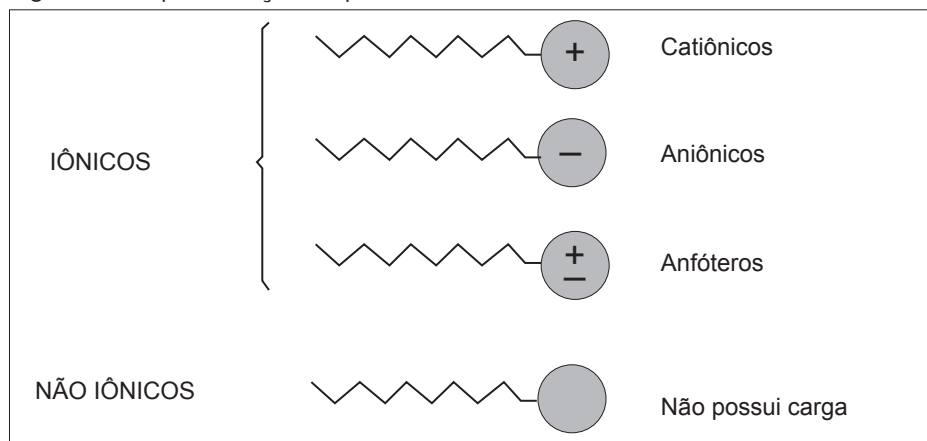 Catiônicos
+
IÔNICOS
Aniônicos
−
Anfóteros
+
−
NÃO IÔNICOS
Não possui carga